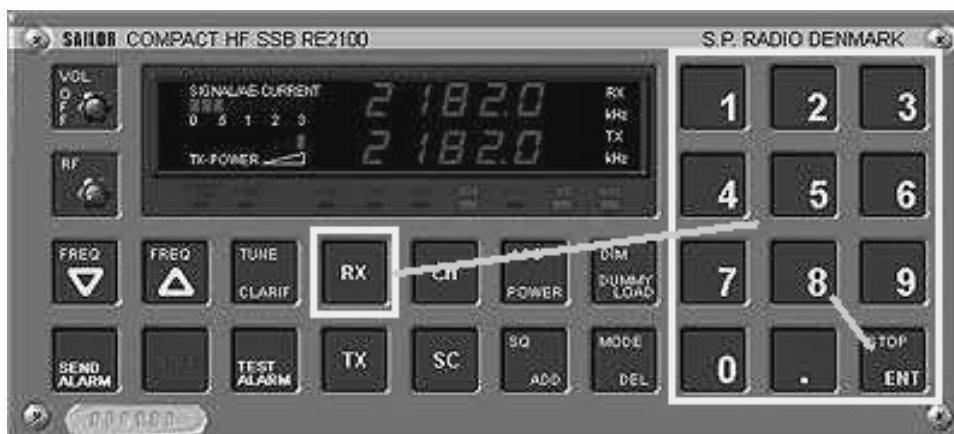 SAILOR COMPACT HF SSB RE2100
S.P. RADIO DENMARK
VOL
OFF
SIGNAL/AE-CURRENT
0 .5 1 2 3
TX-POWER
2182.0 RX kHz
2182.0 TX kHz
RF
1 2 3
4 5 6
7 8 9
0 . STOP ENT
FREQ
FREQ
TUNE CLARIF
RX
POWER
DIM DUMMY LOAD
SEND ALARM
TEST ALARM
TX
SC
SQ ADD
MODE DEL